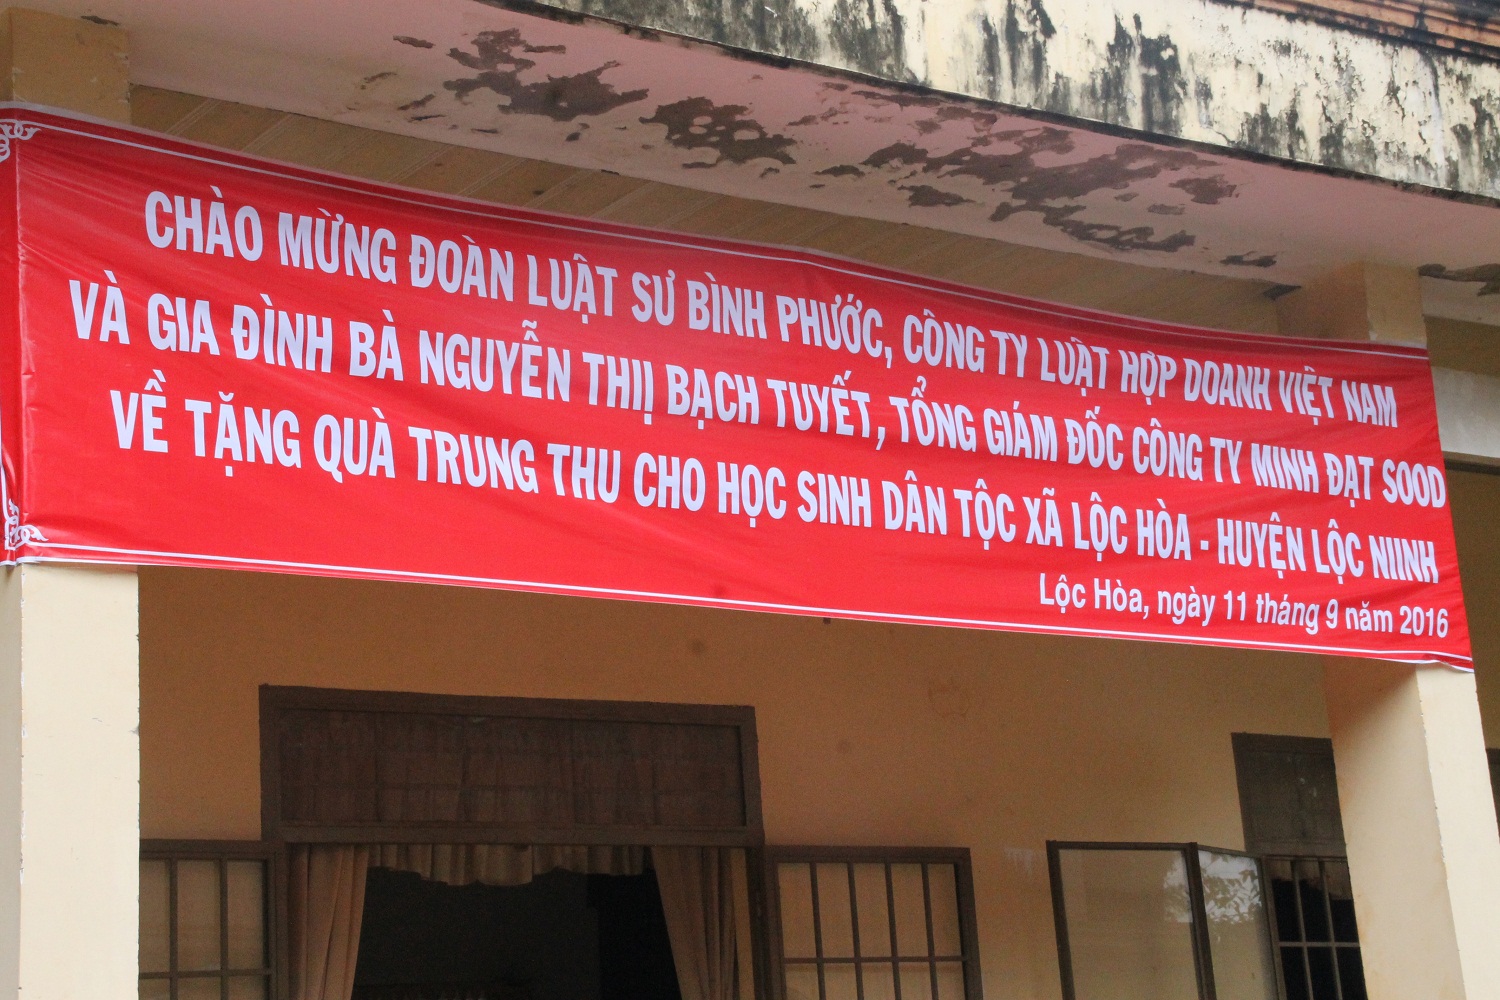 CHÀO MỪNG ĐOÀN LUẬT SƯ BÌNH PHƯỚC, CÔNG TY LUẬT HỢP DOANH VIỆT NAM
VÀ GIA ĐÌNH BÀ NGUYỄN THIỊ BẠCH TUYẾT, TỔNG GIÁM ĐỐC CÔNG TY MINH ĐẠT SOOD
VỀ TẶNG QUÀ TRUNG THU CHO HỌC SINH DÂN TỘC XÃ LỘC HÒA - HUYỆN LỘC NIINH
Lộc Hòa, ngày 11 tháng 9 năm 2016